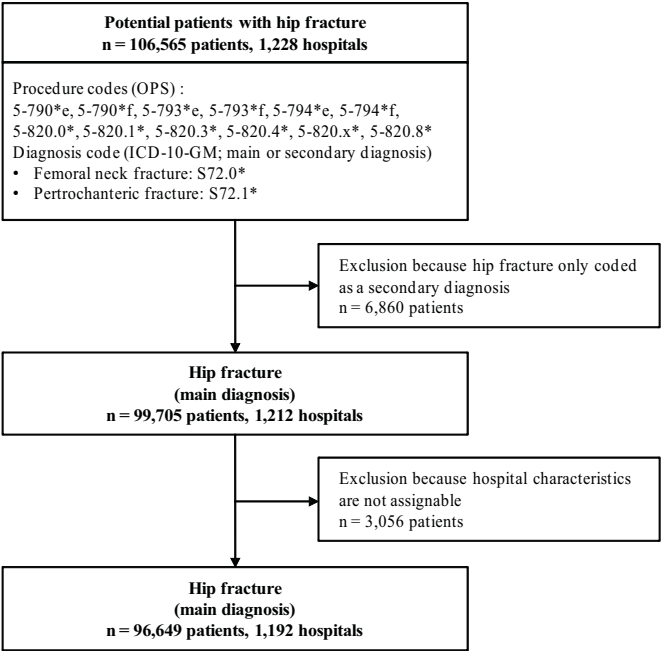 Potential patients with hip fracture
n = 106,565 patients, 1,228 hospitals
Procedure codes (OPS) :
5-790*e, 5-790*f, 5-793*e, 5-793*f, 5-794*e, 5-794*f,
5-820.0*, 5-820.1*, 5-820.3*, 5-820.4*, 5-820.x*, 5-820.8*
Diagnosis code (ICD-10-GM; main or secondary diagnosis)
• Femoral neck fracture: S72.0*
• Pertrochanteric fracture: S72.1*
Exclusion because hip fracture only coded
as a secondary diagnosis
n = 6,860 patients
Hip fracture
(main diagnosis)
n = 99,705 patients, 1,212 hospitals
Exclusion because hospital characteristics
are not assignable
n = 3,056 patients
Hip fracture
(main diagnosis)
n = 96,649 patients, 1,192 hospitals